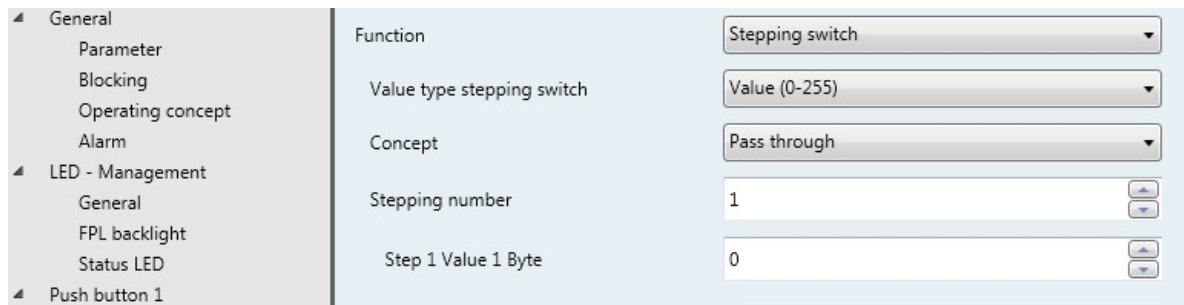 General
Parameter
Blocking
Operating concept
Alarm
LED - Management
General
FPL backlight
Status LED
Push button 1
Function
Stepping switch
Value type stepping switch
Value (0-255)
Concept
Pass through
Stepping number
1
Step 1 Value 1 Byte
0